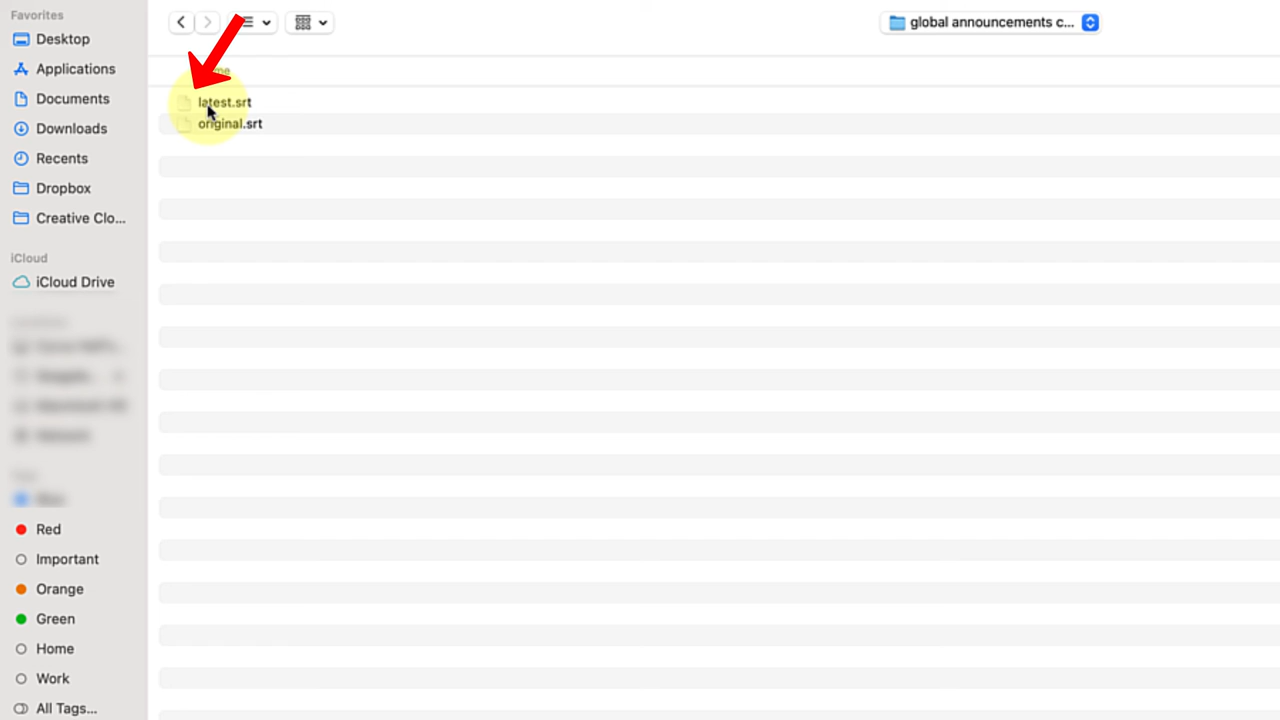 Favorites
Desktop
Applications
Documents
Downloads
Recents
Dropbox
Creative Clo...
iCloud
iCloud Drive
Red
Important
Orange
Green
Home
Work
All Tags...
global announcements c...
latest.srt
original.srt